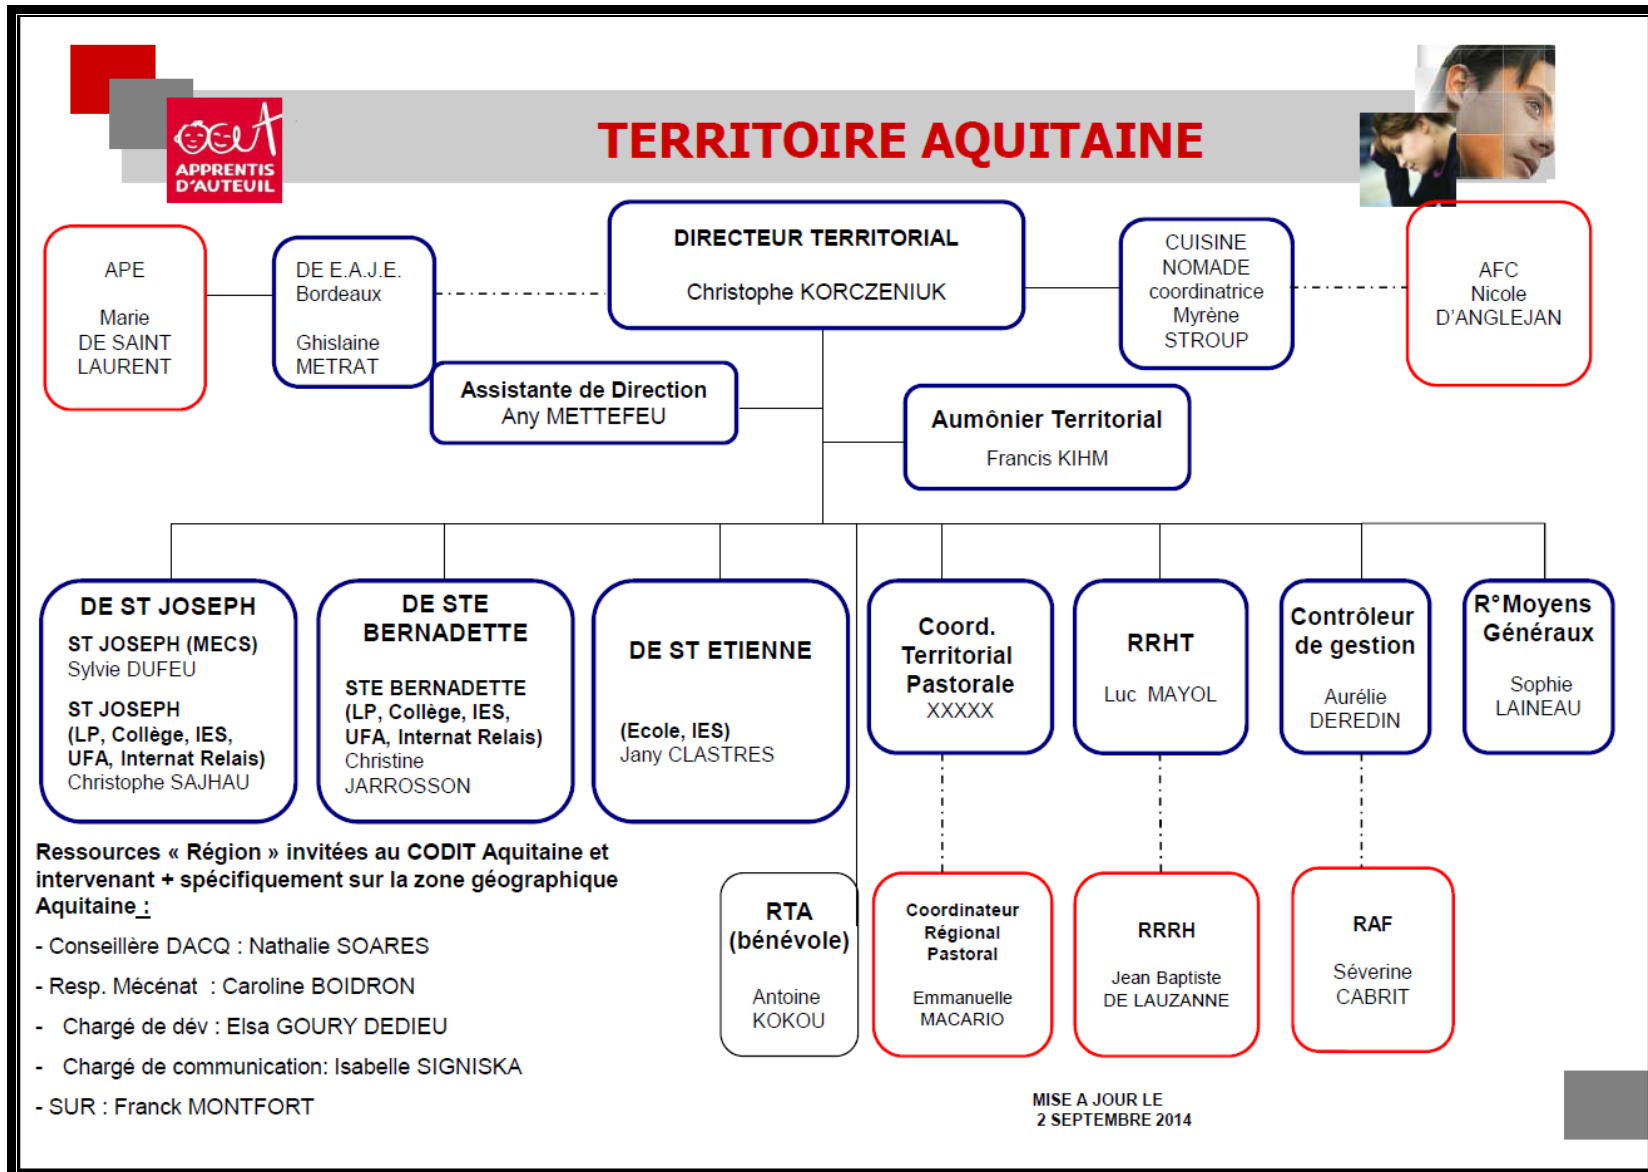 APPRENTIS
D'AUTEUIL
TERRITOIRE AQUITAINE
APE
Marie
DE SAINT
LAURENT
DE E.A.J.E.
Bordeaux
Ghislaine
METRAT
DIRECTEUR TERRITORIAL
Christophe KORCZENIUK
CUISINE
NOMADE
coordinatrice
Myrène
STROUP
AFC
Nicole
D'ANGLEJAN
Assistante de Direction
Any METTEFEU
Aumônier Territorial
Francis KIHM
DE ST JOSEPH
ST JOSEPH (MECS)
Sylvie DUFEU
ST JOSEPH
(LP, Collège, IES,
UFA, Internat Relais)
Christophe SAJHAU
DE STE
BERNADETTE
STE BERNADETTE
(LP, Collège, IES,
UFA, Internat Relais)
Christine
JARROSSON
DE ST ETIENNE
(Ecole, IES)
Jany CLASTRES
Coord.
Territorial
Pastorale
XXXXX
RRHT
Luc MAYOL
Contrôleur
de gestion
Aurélie
DEREDIN
R°Moyens
Généraux
Sophie
LAINEAU
Ressources « Région » invitées au CODIT Aquitaine et
intervenant + spécifiquement sur la zone géographique
Aquitaine :
- Conseillère DACQ : Nathalie SOARES
- Resp. Mécénat : Caroline BOIDRON
- Chargé de dév : Elsa GOURY DEDIEU
- Chargé de communication: Isabelle SIGNISKA
- SUR : Franck MONTFORT
RTA
(bénévole)
Antoine
KOKOU
Coordinateur
Régional
Pastoral
Emmanuelle
MACARIO
RRRH
Jean Baptiste
DE LAUZANNE
RAF
Séverine
CABRIT
MISE A JOUR LE
2 SEPTEMBRE 2014